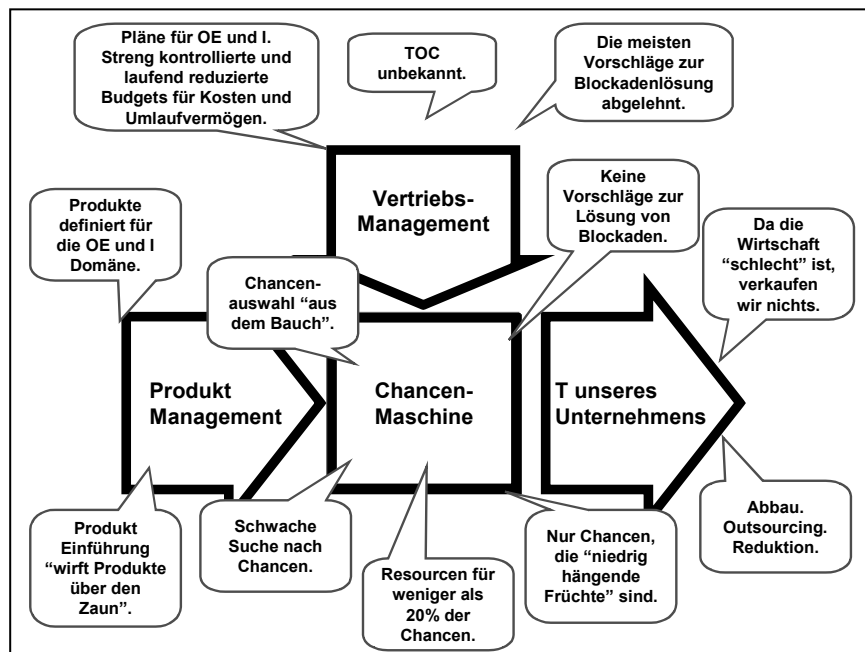 Pläne für OE und I.
Streng kontrollierte und
laufend reduzierte
Budgets für Kosten und
Umlaufvermögen.
TOC
unbekannt.
Die meisten
Vorschläge zur
Blockadenlösung
abgelehnt.
Produkte
definiert für
die OE und I
Domäne.
Vertriebs-
Management
Keine
Vorschläge zur
Lösung von
Blockaden.
Da die
Wirtschaft
“schlecht” ist,
verkaufen
wir nichts.
Chancen-
auswahl “aus
dem Bauch”.
Produkt
Management
Chancen-
Maschine
T unseres
Unternehmens
Produkt
Einführung
“wirft Produkte
über den
Zaun”.
Schwache
Suche nach
Chancen.
Resourcen für
weniger als
20% der
Chancen.
Nur Chancen,
die “niedrig
hängende
Früchte” sind.
Abbau.
Outsourcing.
Reduktion.